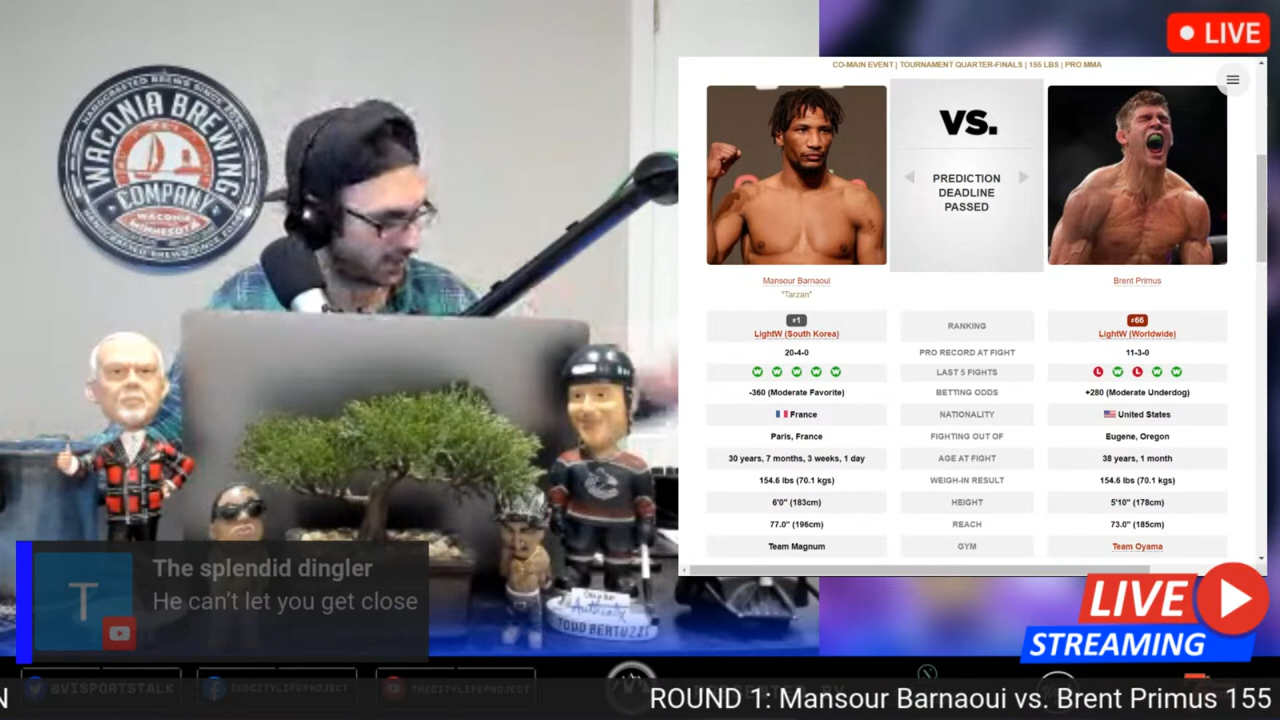 LIVE
CO-MAIN EVENT | TOURNAMENT QUARTER-FINALS | 155 LBS | PRO MMA
HANDCRAFTED BREWS SINCE
WACONIA BREWING
COMPANY
WACONIA
MINNESOTA
VS.
PREDICTION
DEADLINE
PASSED
Mansour Barnaoui
"Tarzan"
Brent Primus
#1
LightW (South Korea)
RANKING
#66
LightW (Worldwide)
20-4-0 PRO RECORD AT FIGHT 11-3-0
W W W W W LAST 5 FIGHTS L W L W W
-360 (Moderate Favorite) BETTING ODDS +280 (Moderate Underdog)
France NATIONALITY United States
Paris, France FIGHTING OUT OF Eugene, Oregon
30 years, 7 months, 3 weeks, 1 day AGE AT FIGHT 38 years, 1 month
154.6 lbs (70.1 kgs) WEIGH-IN RESULT 154.6 lbs (70.1 kgs)
6'0" (183cm) HEIGHT 5'10" (178cm)
77.0" (196cm) REACH 73.0" (185cm)
Team Magnum GYM Team Oyama
T
The splendid dingler
He can't let you get close
Authentic
TODD BERTUZZI
LIVE
STREAMING
@VISPORTSTALK
THECITYLIFEPROJECT
THECITYLIFEPROJECT
N
ROUND 1: Mansour Barnaoui vs. Brent Primus 155